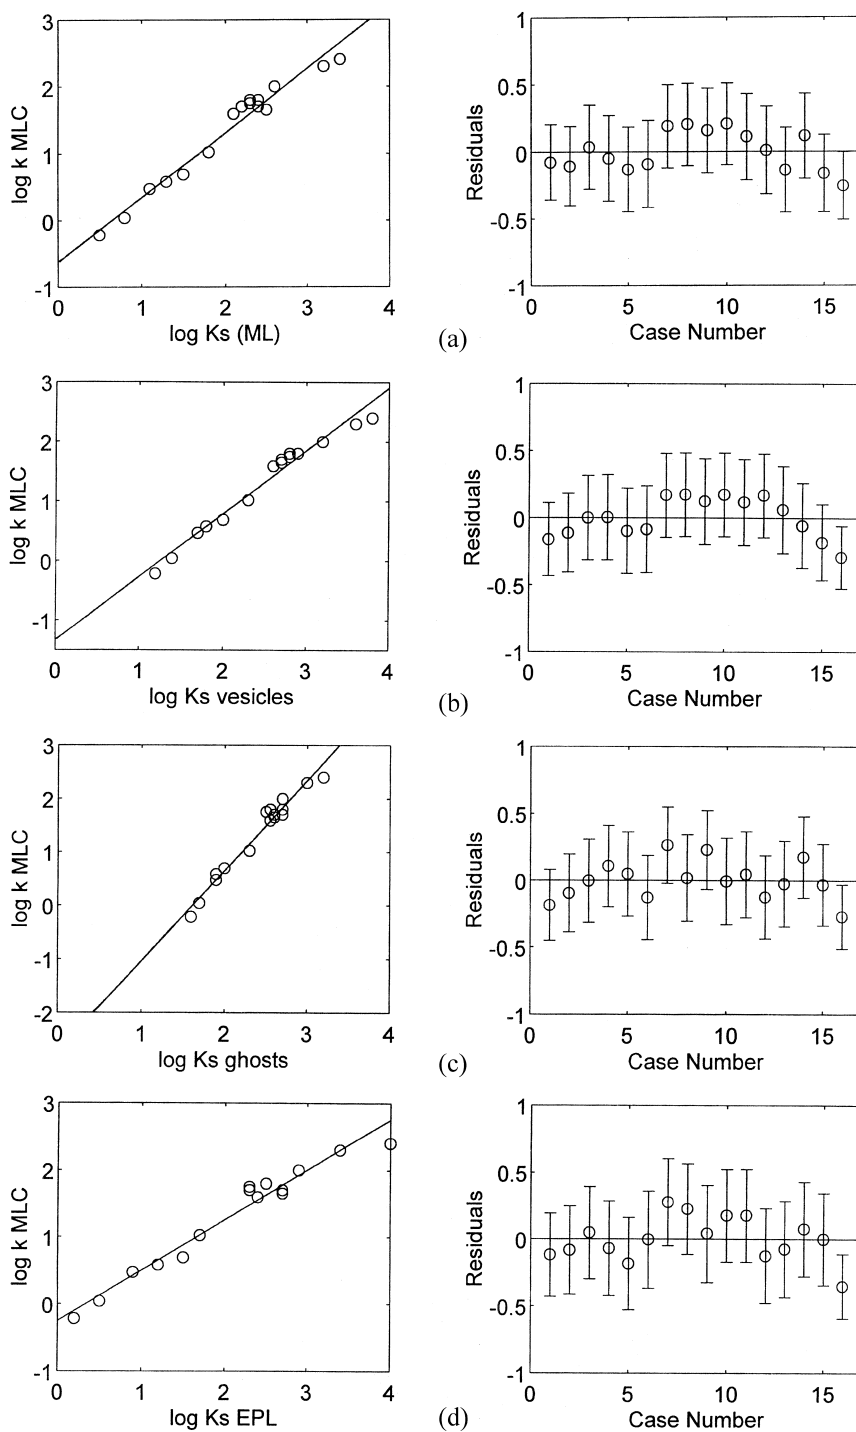 3
2
1
0
-1
log k MLC
0 1 2 3 4
log Ks (ML)
1
0.5
0
-0.5
-1
Residuals
0 5 10 15
Case Number
(a)
3
2
1
0
-1
log k MLC
0 1 2 3 4
log Ks vesicles
1
0.5
0
-0.5
-1
Residuals
0 5 10 15
Case Number
(b)
3
2
1
0
-1
-2
log k MLC
0 1 2 3 4
log Ks ghosts
1
0.5
0
-0.5
-1
Residuals
0 5 10 15
Case Number
(c)
3
2
1
0
-1
log k MLC
0 1 2 3 4
log Ks EPL
1
0.5
0
-0.5
-1
Residuals
0 5 10 15
Case Number
(d)